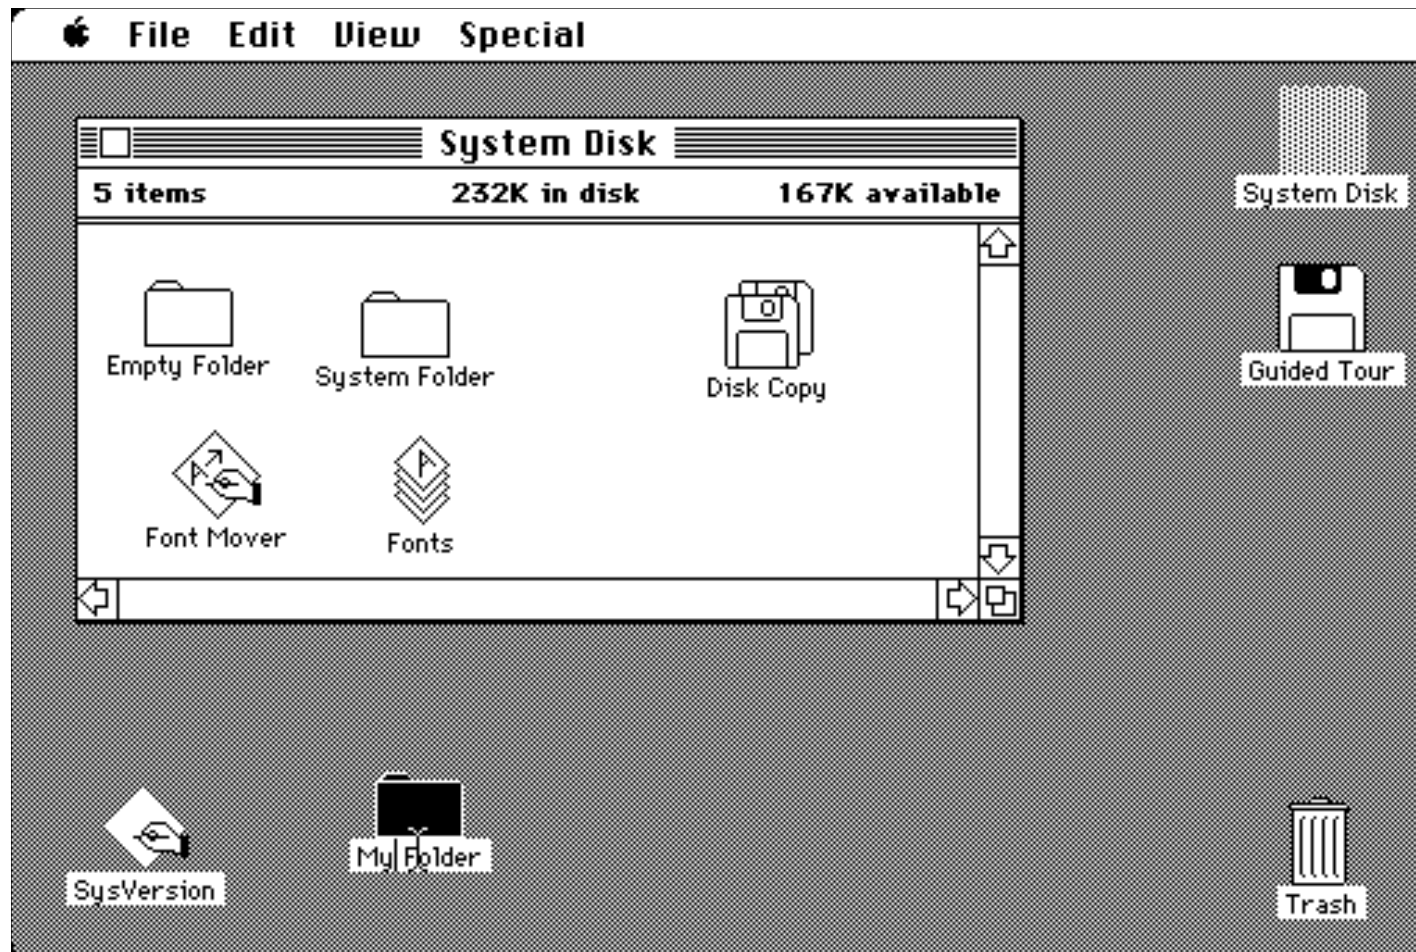 File Edit View Special
System Disk
5 items 232K in disk 167K available
Empty Folder
System Folder
Disk Copy
Font Mover
Fonts
System Disk
Guided Tour
SysVersion
My Folder
Trash